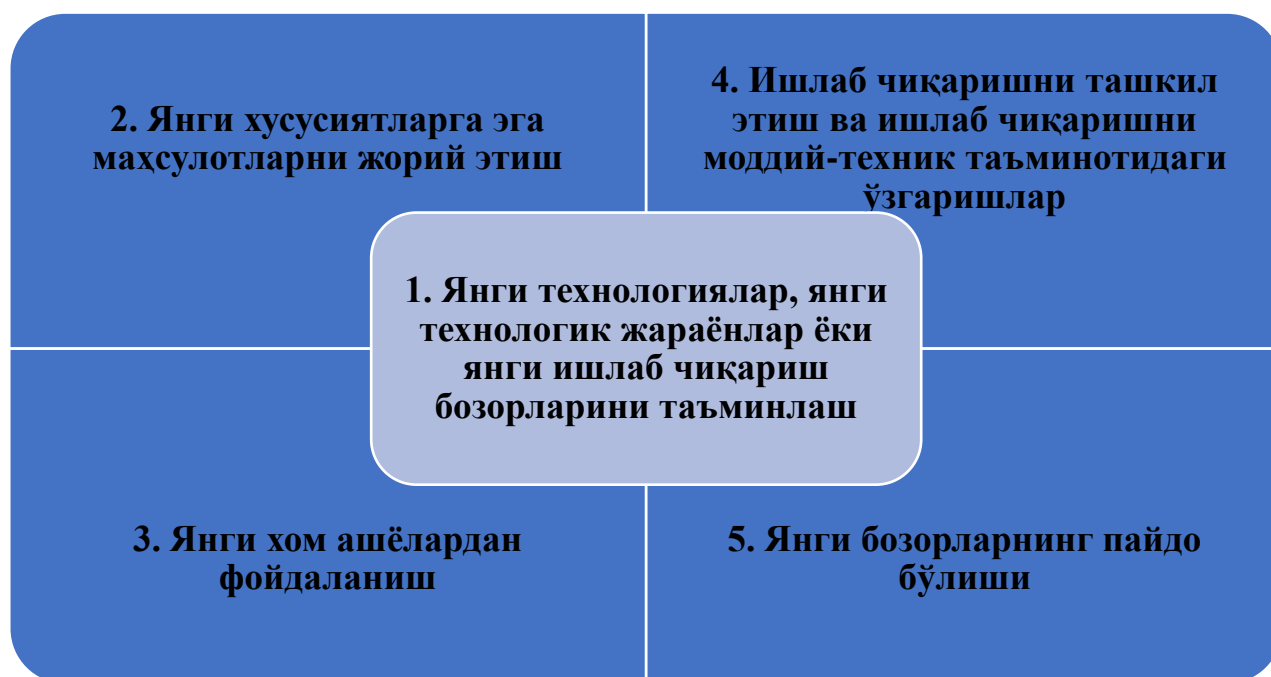 2. Янги хусусиятларга эга
маҳсулотларни жорий этиш
4. Ишлаб чиқаришни ташкил
этиш ва ишлаб чиқаришни
моддий-техник таъминотидаги
ўзгаришлар
1. Янги технологиялар, янги
технологик жараёнлар ёки
янги ишлаб чиқариш
бозорларини таъминлаш
3. Янги хом ашёлардан
фойдаланиш
5. Янги бозорларнинг пайдо
бўлиши